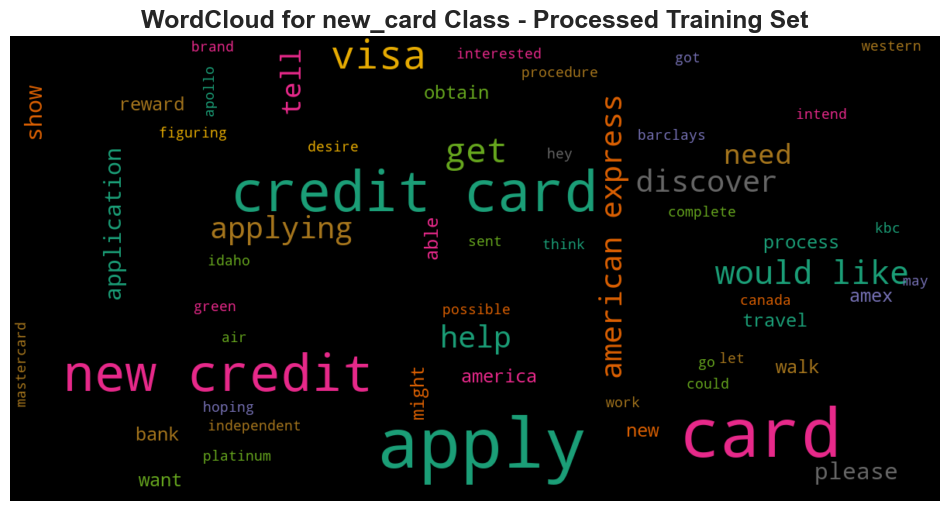 WordCloud for new_card Class - Processed Training Set
brand
visa
interested
western
tell
got
procedure
apollo
show
reward
obtain
american express
intend
figuring
barclays
desire
get
hey
need
application
credit card
discover
complete
applying
able
sent
think
process
kbc
idaho
would like
may
green
possible
canada
amex
mastercard
air
help
travel
new credit
might
america
go
let
walk
could
hoping
work
independent
bank
apply
new
card
platinum
want
please